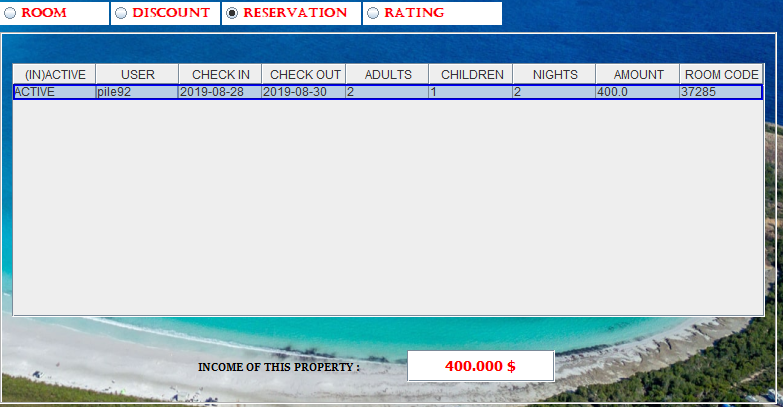 ROOM DISCOUNT RESERVATION RATING
(IN)ACTIVE USER CHECK IN CHECK OUT ADULTS CHILDREN NIGHTS AMOUNT ROOM CODE
ACTIVE pile92 2019-08-28 2019-08-30 2 1 2 400.0 37285
INCOME OF THIS PROPERTY : 400.000 $